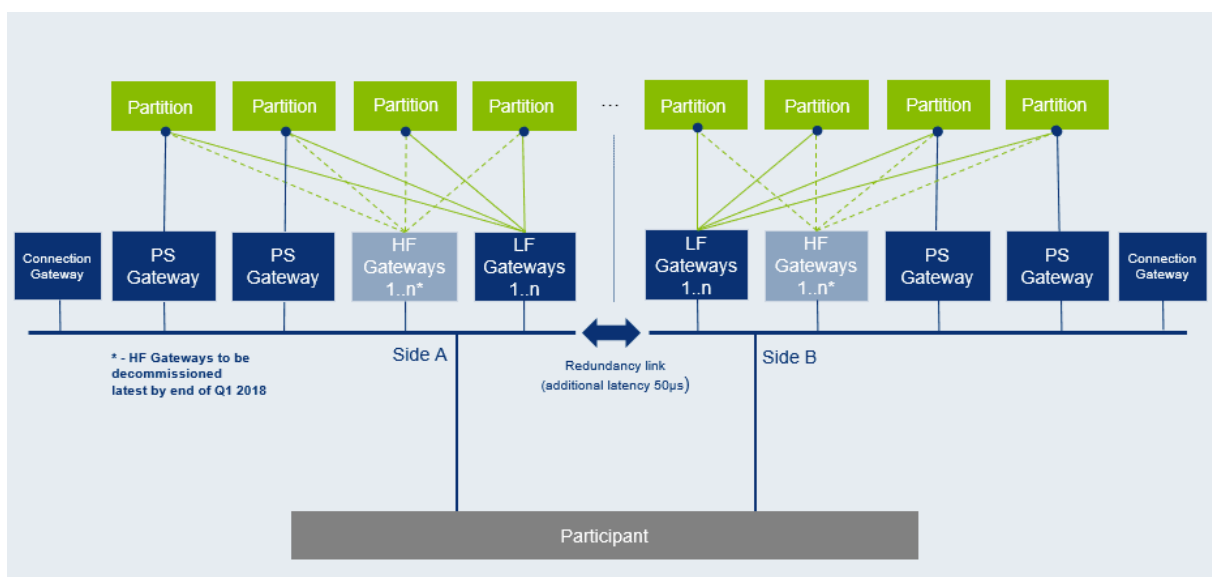 Partition
Partition
Partition
Partition
...
Partition
Partition
Partition
Partition
Connection
Gateway
PS
Gateway
PS
Gateway
HF
Gateways
1..n*
LF
Gateways
1..n
LF
Gateways
1..n
HF
Gateways
1..n*
PS
Gateway
PS
Gateway
Connection
Gateway
* - HF Gateways to be
decommissioned
latest by end of Q1 2018
Side A
Redundancy link
(additional latency 50µs)
Side B
Participant